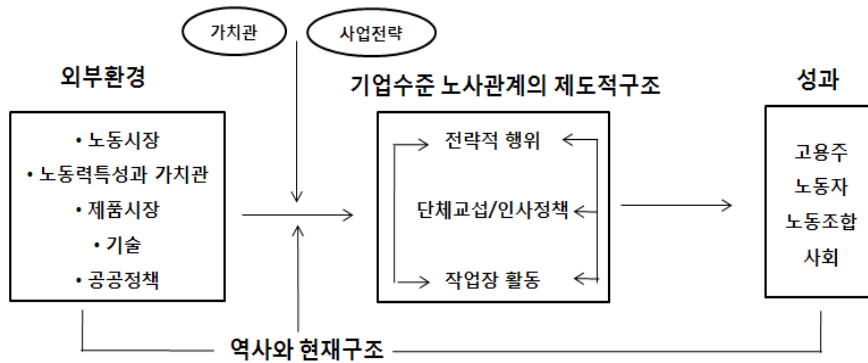 가치관
사업전략
외부환경
기업수준 노사관계의 제도적구조
성과
• 노동시장
• 노동력특성과 가치관
• 제품시장
• 기술
• 공공정책
전략적 행위
단체교섭/인사정책
작업장 활동
고용주
노동자
노동조합
사회
역사와 현재구조